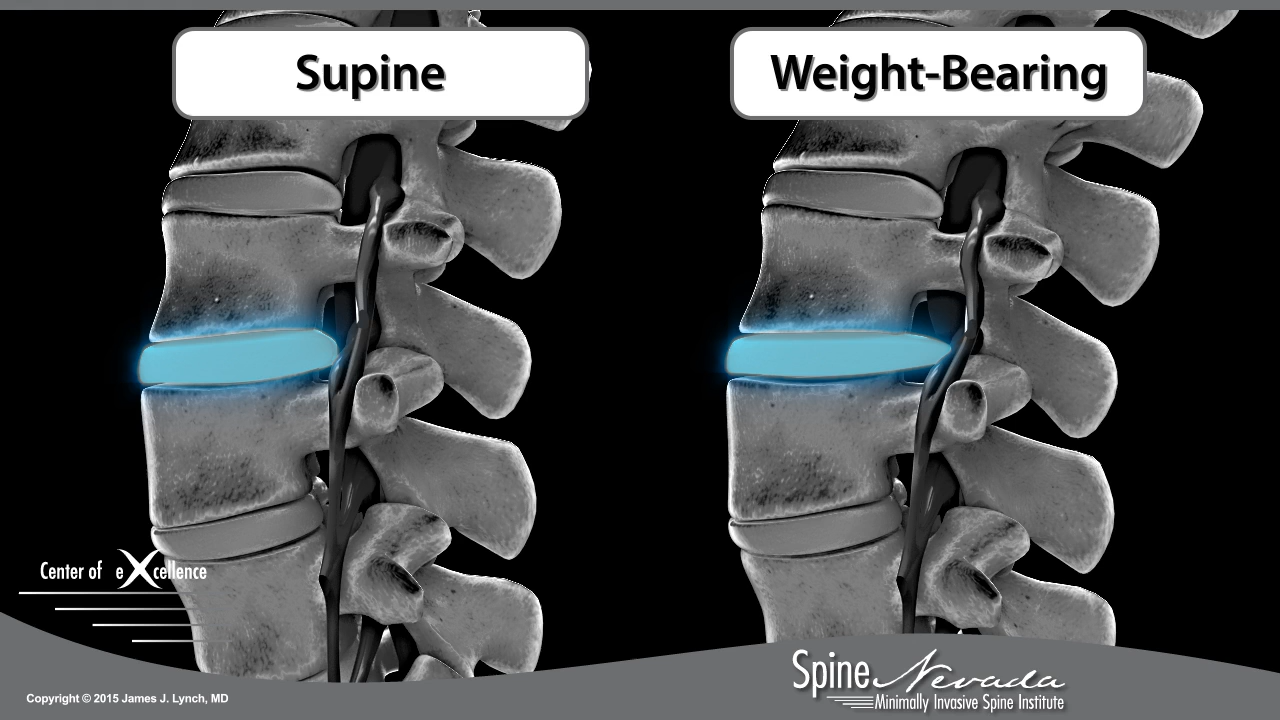 Supine
Weight-Bearing
Center of eXcellence
Copyright © 2015 James J. Lynch, MD
Spine Nevada
Minimally Invasive Spine Institute